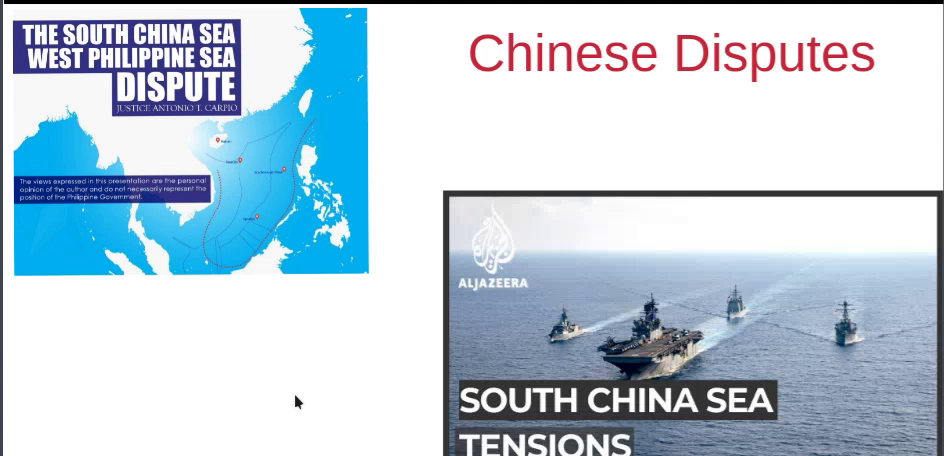 THE SOUTH CHINA SEA
WEST PHILIPPINE SEA
DISPUTE
JUSTICE ANTONIO T. CARPIO
The views expressed in this presentation are the personal
opinion of the author and do not necessarily represent the
position of the Philippine Government.
Chinese Disputes
ALJAZEERA
SOUTH CHINA SEA
TENSIONS